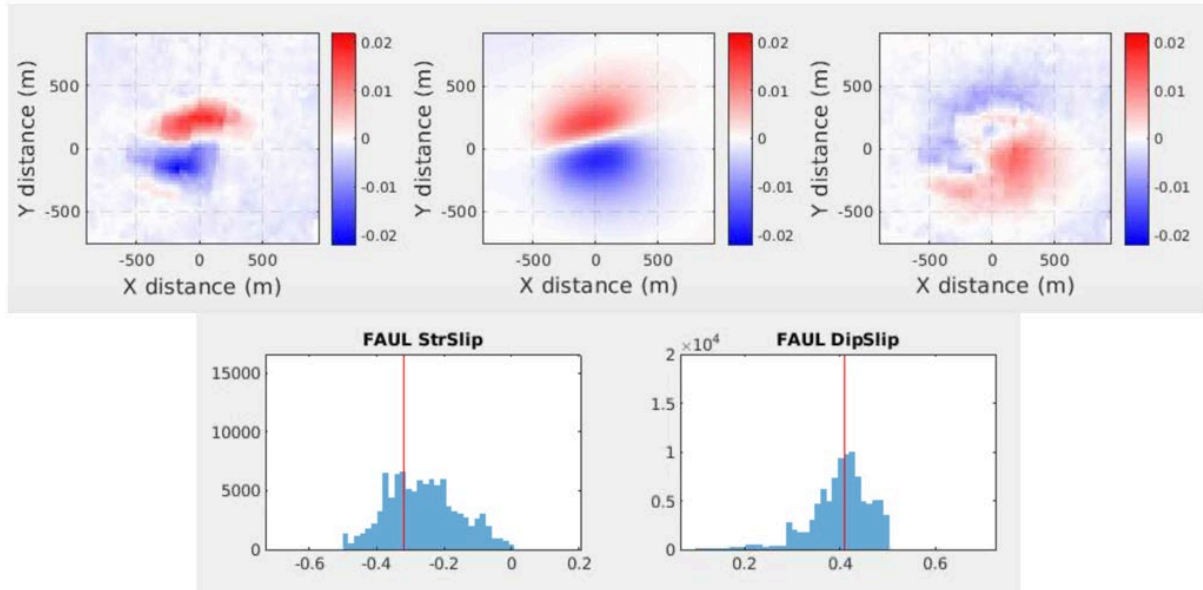 500
0
-500
Y distance (m)
-500 0 500
X distance (m)
0.02
0.01
0
-0.01
-0.02
500
0
-500
Y distance (m)
-500 0 500
X distance (m)
0.02
0.01
0
-0.01
-0.02
500
0
-500
Y distance (m)
-500 0 500
X distance (m)
0.02
0.01
0
-0.01
-0.02
FAUL StrSlip
15000
10000
5000
0
-0.6 -0.4 -0.2 0 0.2
FAUL DipSlip
×10⁴
2
1.5
1
0.5
0
0.2 0.4 0.6